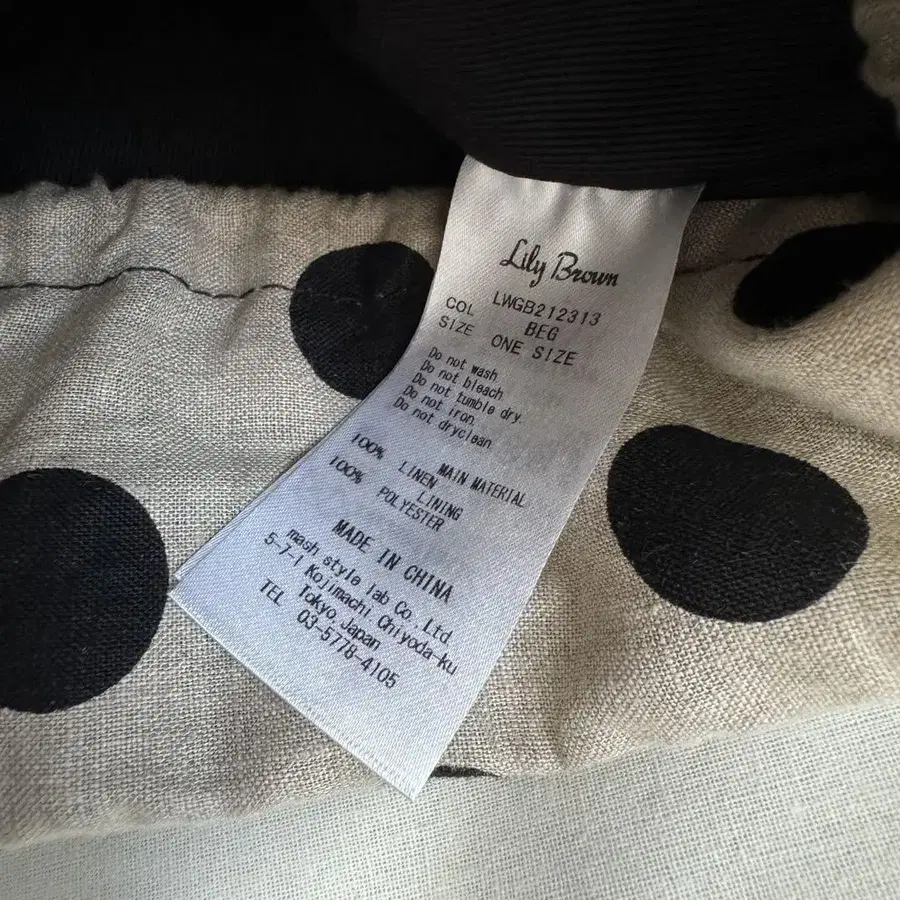 Lily Brown
LWGB212313
COL BEG
SIZE ONE SIZE
Do not wash.
Do not bleach.
Do not tumble dry.
Do not iron.
Do not dryclean.
MAIN MATERIAL
100% LINEN
LINING
100% POLYESTER
MADE IN CHINA
mash style lab Co. Ltd
5-7-1 Kojimachi Chiyoda-ku
Tokyo, Japan
TEL 03-5778-4105